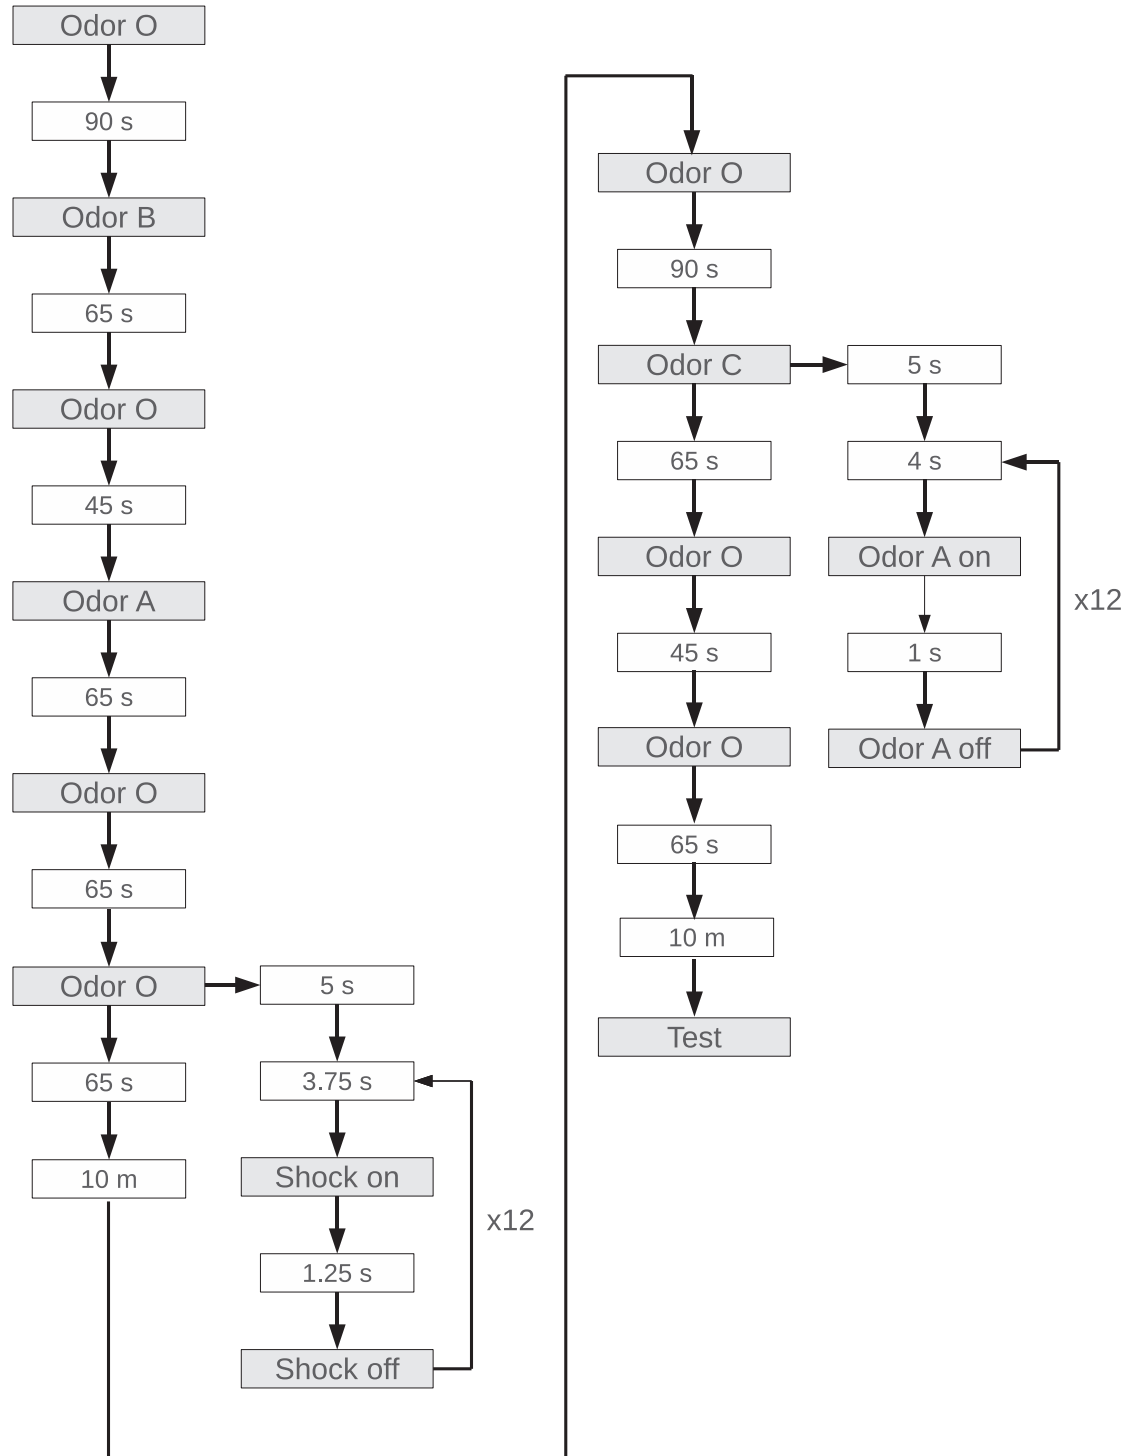 Odor O
90 s
Odor B
65 s
Odor O
45 s
Odor A
65 s
Odor O
65 s
Odor O
65 s
10 m
5 s
3.75 s
Shock on
1.25 s
Shock off
x12
Odor O
90 s
Odor C
65 s
Odor O
45 s
Odor O
65 s
10 m
Test
5 s
4 s
Odor A on
1 s
Odor A off
x12